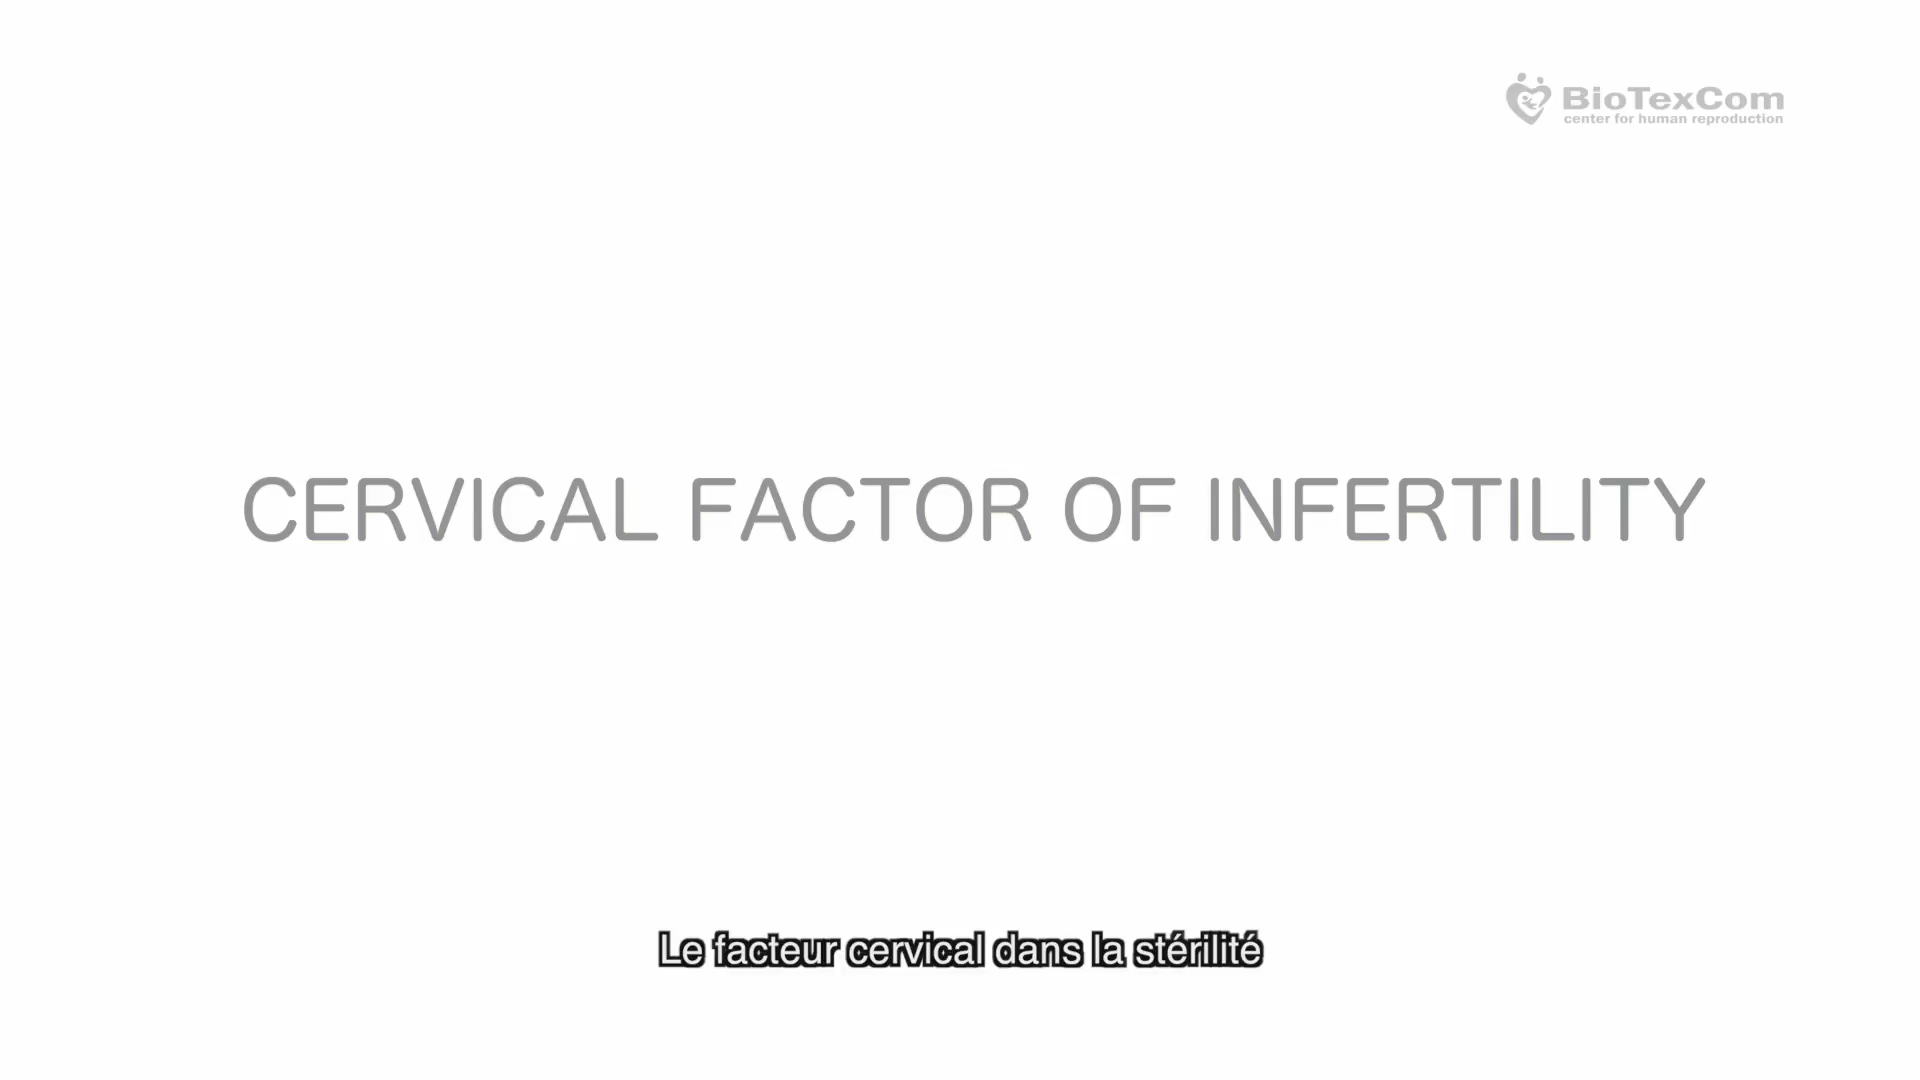 BioTexCom
center for human reproduction
CERVICAL FACTOR OF INFERTILITY
Le facteur cervical dans la stérilité